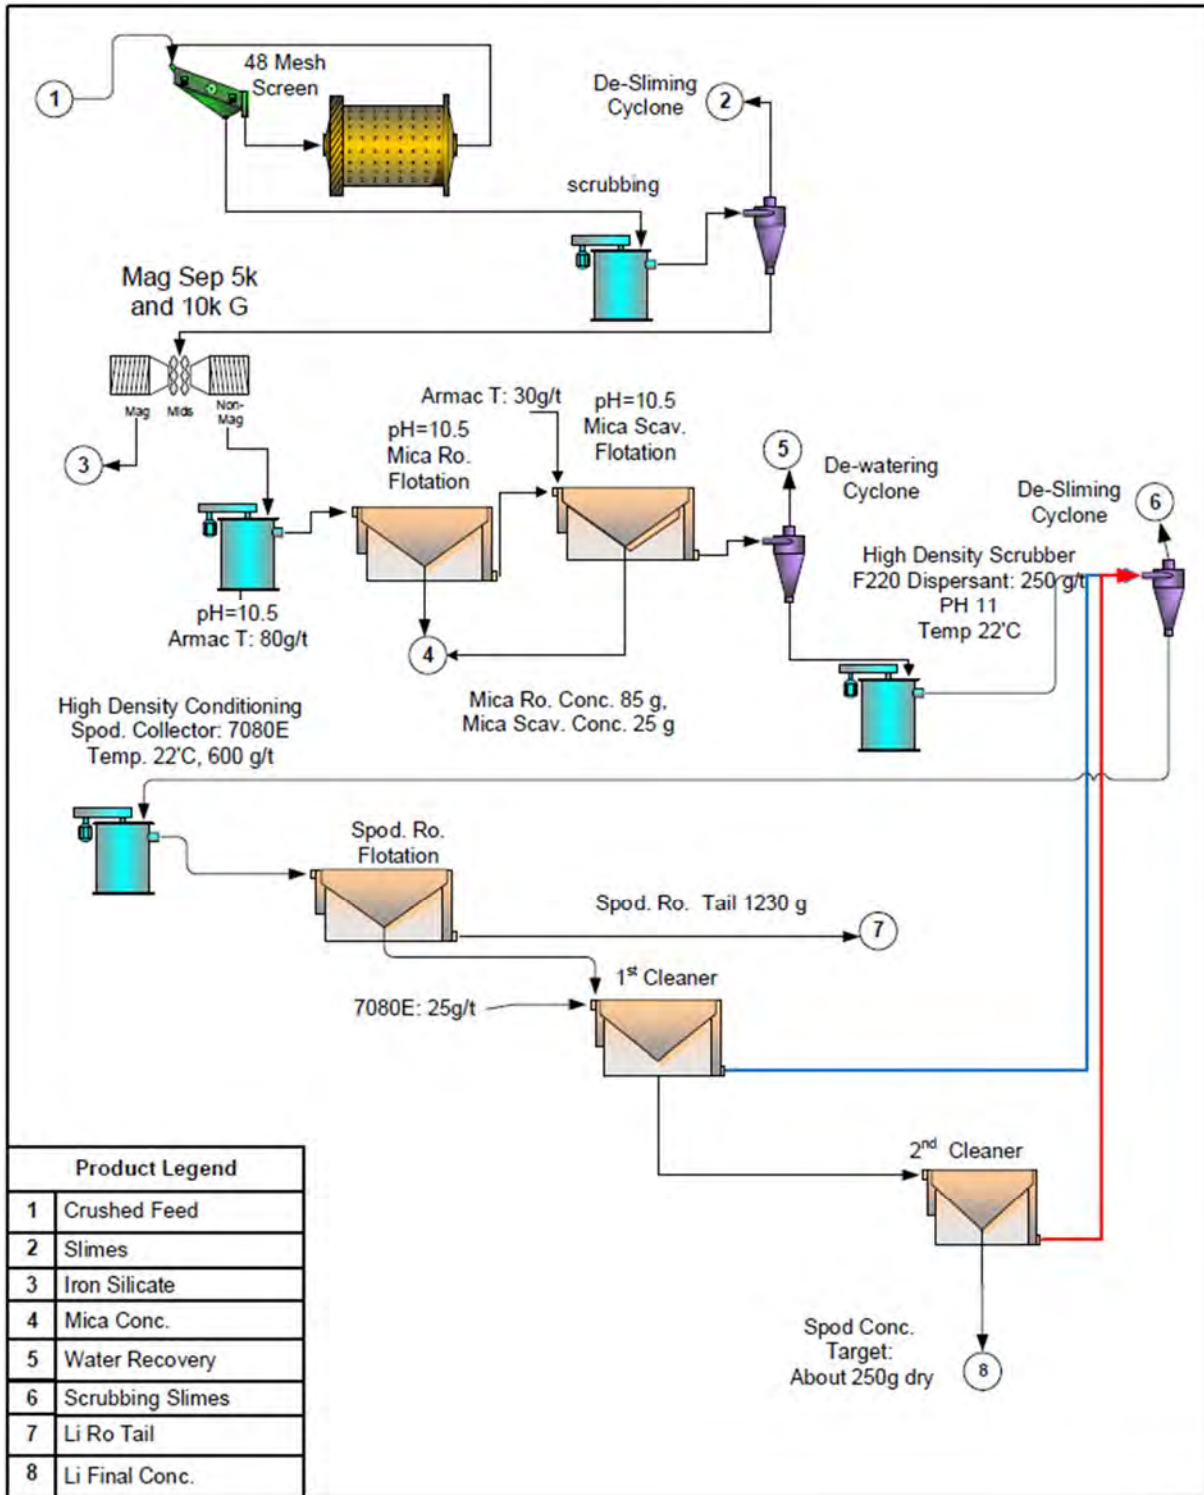 48 Mesh
Screen
1
De-Sliming
Cyclone
2
scrubbing
Mag Sep 5k
and 10k G
Mag
Mids
Non-
Mag
3
pH=10.5
Armac T: 80g/t
pH=10.5
Mica Ro.
Flotation
Armac T: 30g/t
pH=10.5
Mica Scav.
Flotation
4
Mica Ro. Conc. 85 g,
Mica Scav. Conc. 25 g
5
De-watering
Cyclone
High Density Scrubber
F220 Dispersant: 250 g/t
PH 11
Temp 22'C
De-Sliming
Cyclone
6
High Density Conditioning
Spod. Collector: 7080E
Temp. 22'C, 600 g/t
Spod. Ro.
Flotation
Spod. Ro. Tail 1230 g
7
1st Cleaner
7080E: 25g/t
2nd Cleaner
Spod Conc.
Target:
About 250g dry
8
Product Legend
1 Crushed Feed
2 Slimes
3 Iron Silicate
4 Mica Conc.
5 Water Recovery
6 Scrubbing Slimes
7 Li Ro Tail
8 Li Final Conc.